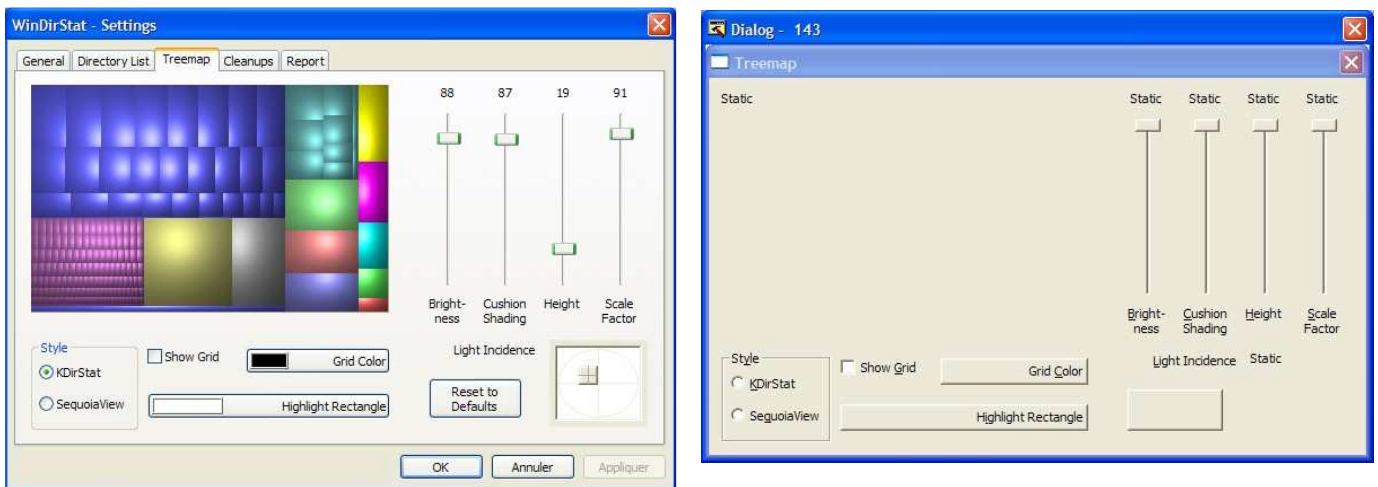 WinDirStat - Settings
General Directory List Treemap Cleanups Report
88 87 19 91
Bright-ness Cushion Shading Height Scale Factor
Style
KDirStat
SequoiaView
Show Grid
Grid Color
Highlight Rectangle
Light Incidence
Reset to
Defaults
OK Annuler Appliquer
Dialog - 143
Treemap
Static Static Static Static Static
Bright- Cushion Height Scale
ness Shading Factor
Style
KDirStat
SequoiaView
Show Grid
Grid Color
Highlight Rectangle
Light Incidence Static